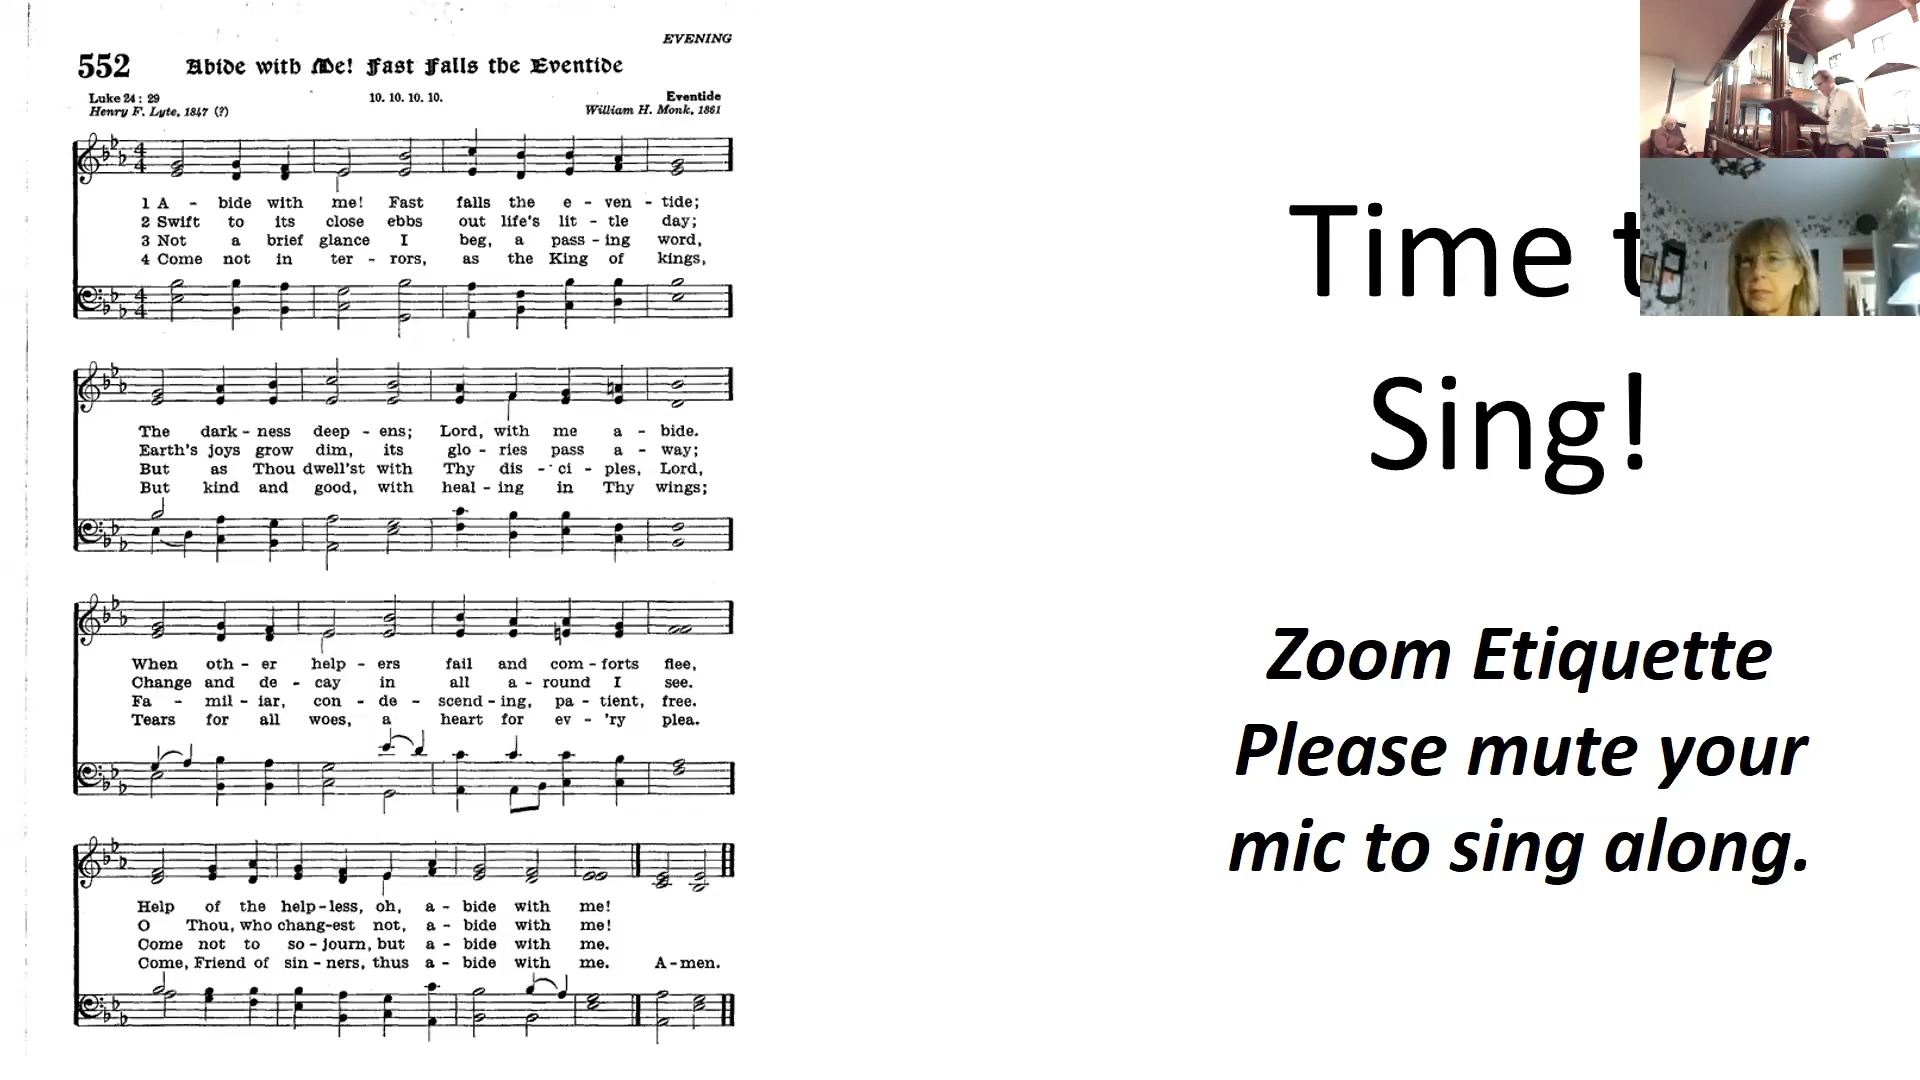 EVENING
552 Abide with Me! Fast Falls the Eventide
Luke 24: 29 10. 10. 10. 10. Eventide
Henry F. Lyte, 1847 (?) William H. Monk, 1861
1 A - bide with me! Fast falls the e - ven - tide;
2 Swift to its close ebbs out life's lit - tle day;
3 Not a brief glance I beg, a pass - ing word,
4 Come not in ter - rors, as the King of kings,
The dark - ness deep - ens; Lord, with me a - bide.
Earth's joys grow dim, its glo - ries pass a - way;
But as Thou dwell'st with Thy dis - ci - ples, Lord,
But kind and good, with heal - ing in Thy wings;
When oth - er help - ers fail and com - forts flee,
Change and de - cay in all a - round I see.
Fa - mil - iar, con - de - scend - ing, pa - tient, free.
Tears for all woes, a heart for ev - 'ry plea.
Help of the help - less, oh, a - bide with me!
O Thou, who chang-est not, a - bide with me!
Come not to so - journ, but a - bide with me.
Come, Friend of sin - ners, thus a - bide with me. A - men.
Time t
Sing!
Zoom Etiquette
Please mute your
mic to sing along.